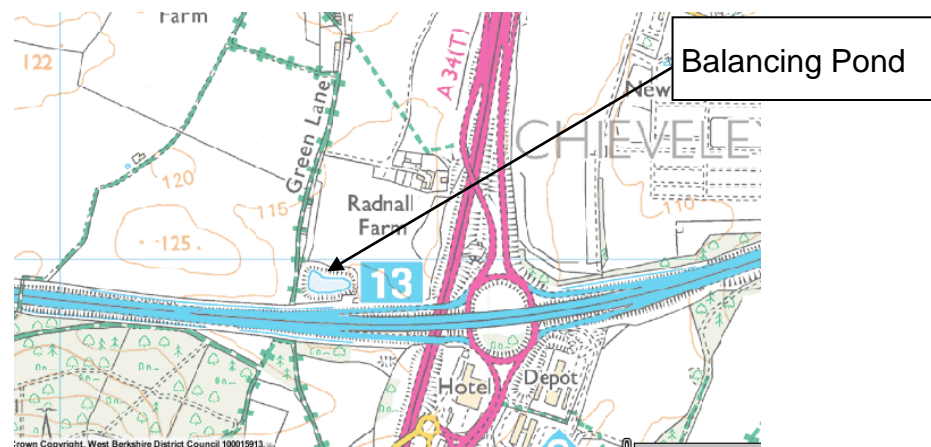 Farm
122
A 34(T)
Balancing Pond
New
CHIEVELEY
Green Lane
120
115
Radnall
Farm
110
125
13
Hotel
Depot
rown Copyright. West Berkshire District Council 100015913.